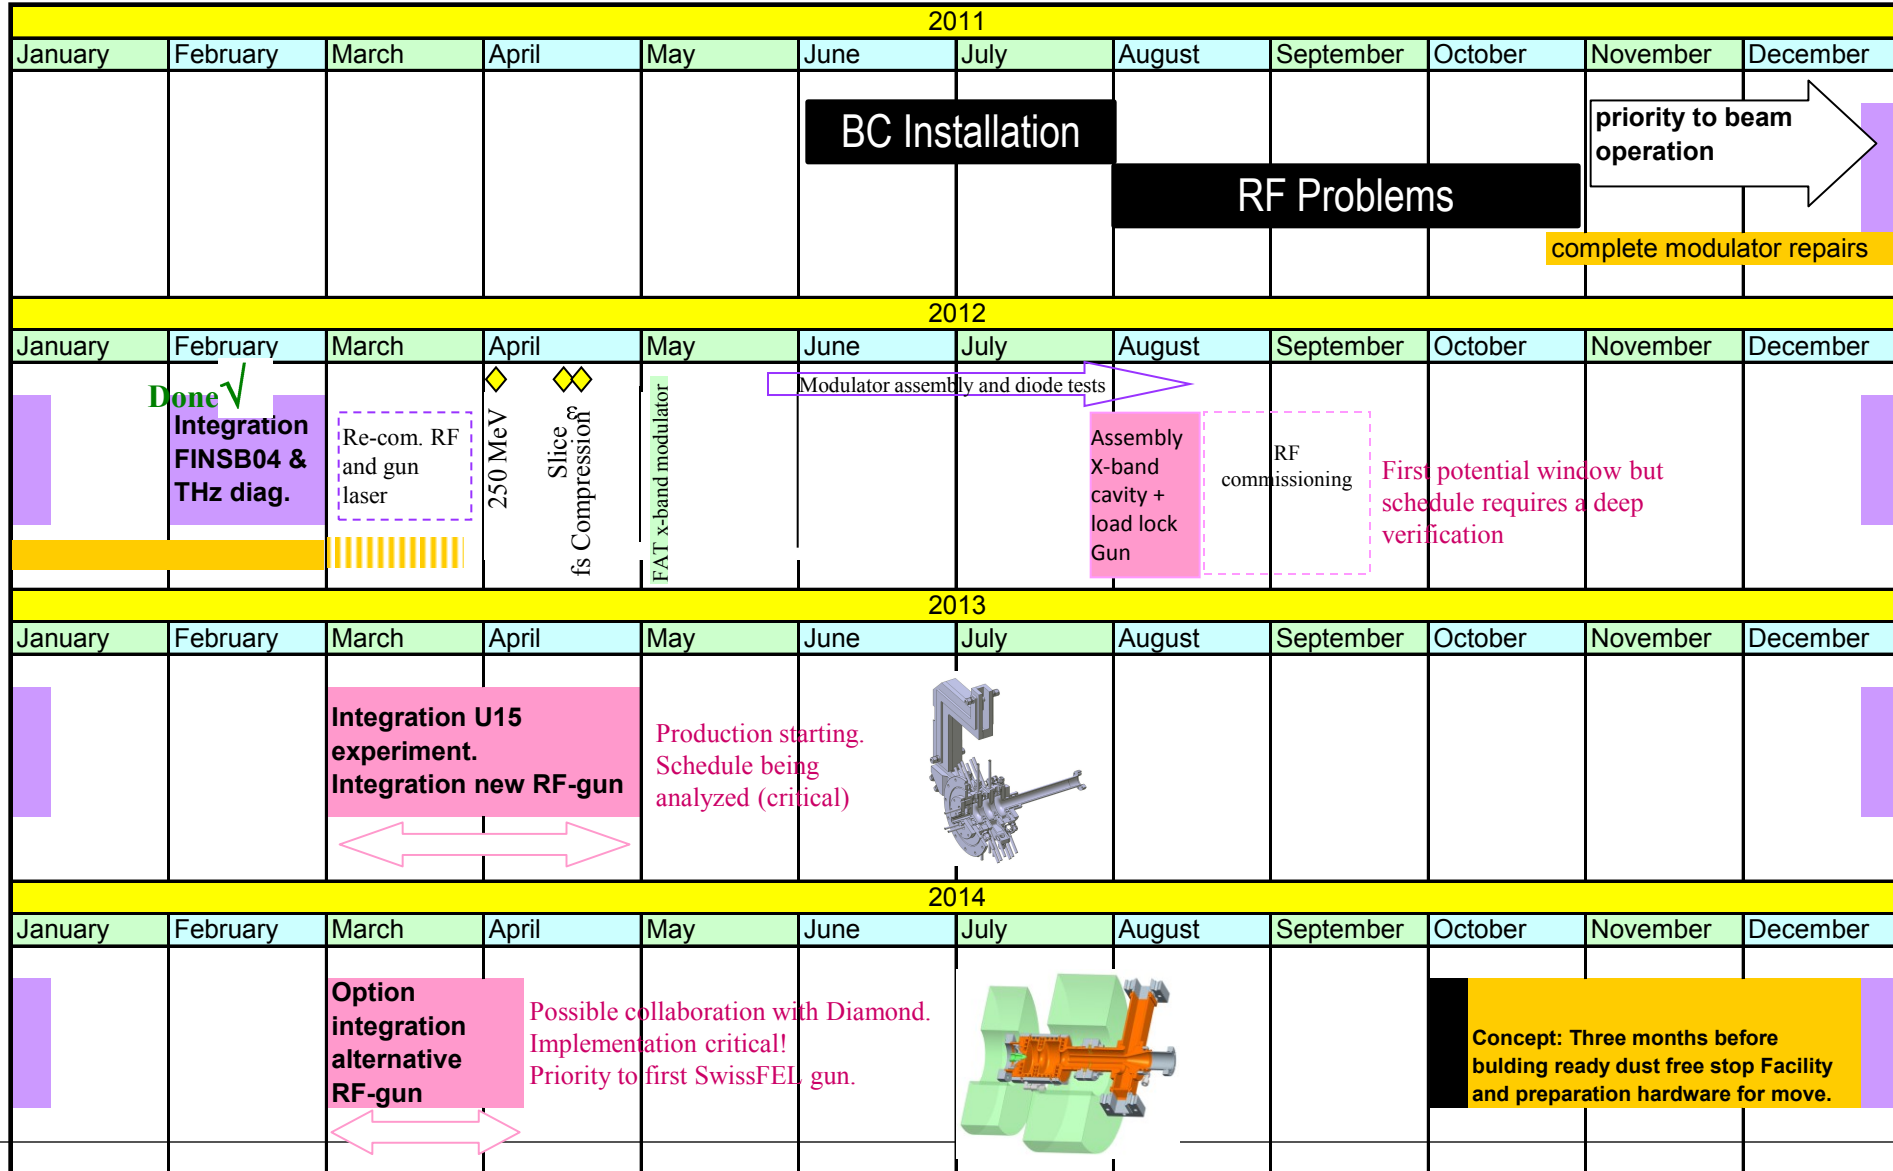 2011
January February March April May June July August September October November December
BC Installation
priority to beam
operation
RF Problems
complete modulator repairs
2012
January February March April May June July August September October November December
Done √
Integration
FINSB04 &
THz diag.
Re-com. RF
and gun
laser
250 MeV
Slice ε
fs Compression
FAT x-band modulator
Modulator assembly and diode tests
Assembly
X-band
cavity +
load lock
Gun
RF
commissioning
First potential window but
schedule requires a deep
verification
2013
January February March April May June July August September October November December
Integration U15
experiment.
Integration new RF-gun
Production starting.
Schedule being
analyzed (critical)
2014
January February March April May June July August September October November December
Option
integration
alternative
RF-gun
Possible collaboration with Diamond.
Implementation critical!
Priority to first SwissFEL gun.
Concept: Three months before
bulding ready dust free stop Facility
and preparation hardware for move.